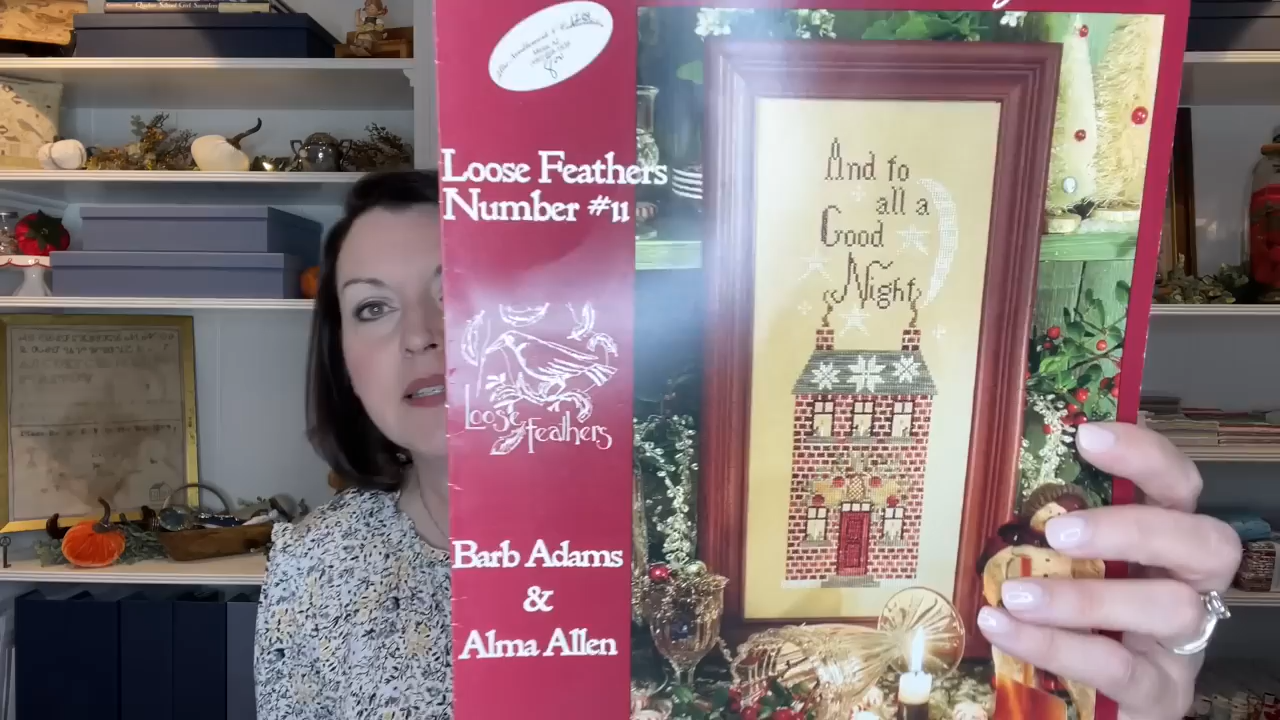 Loose Feathers
Number #11
Loose
feathers
Barb Adams
&
Alma Allen
And to
all a
Good
Night